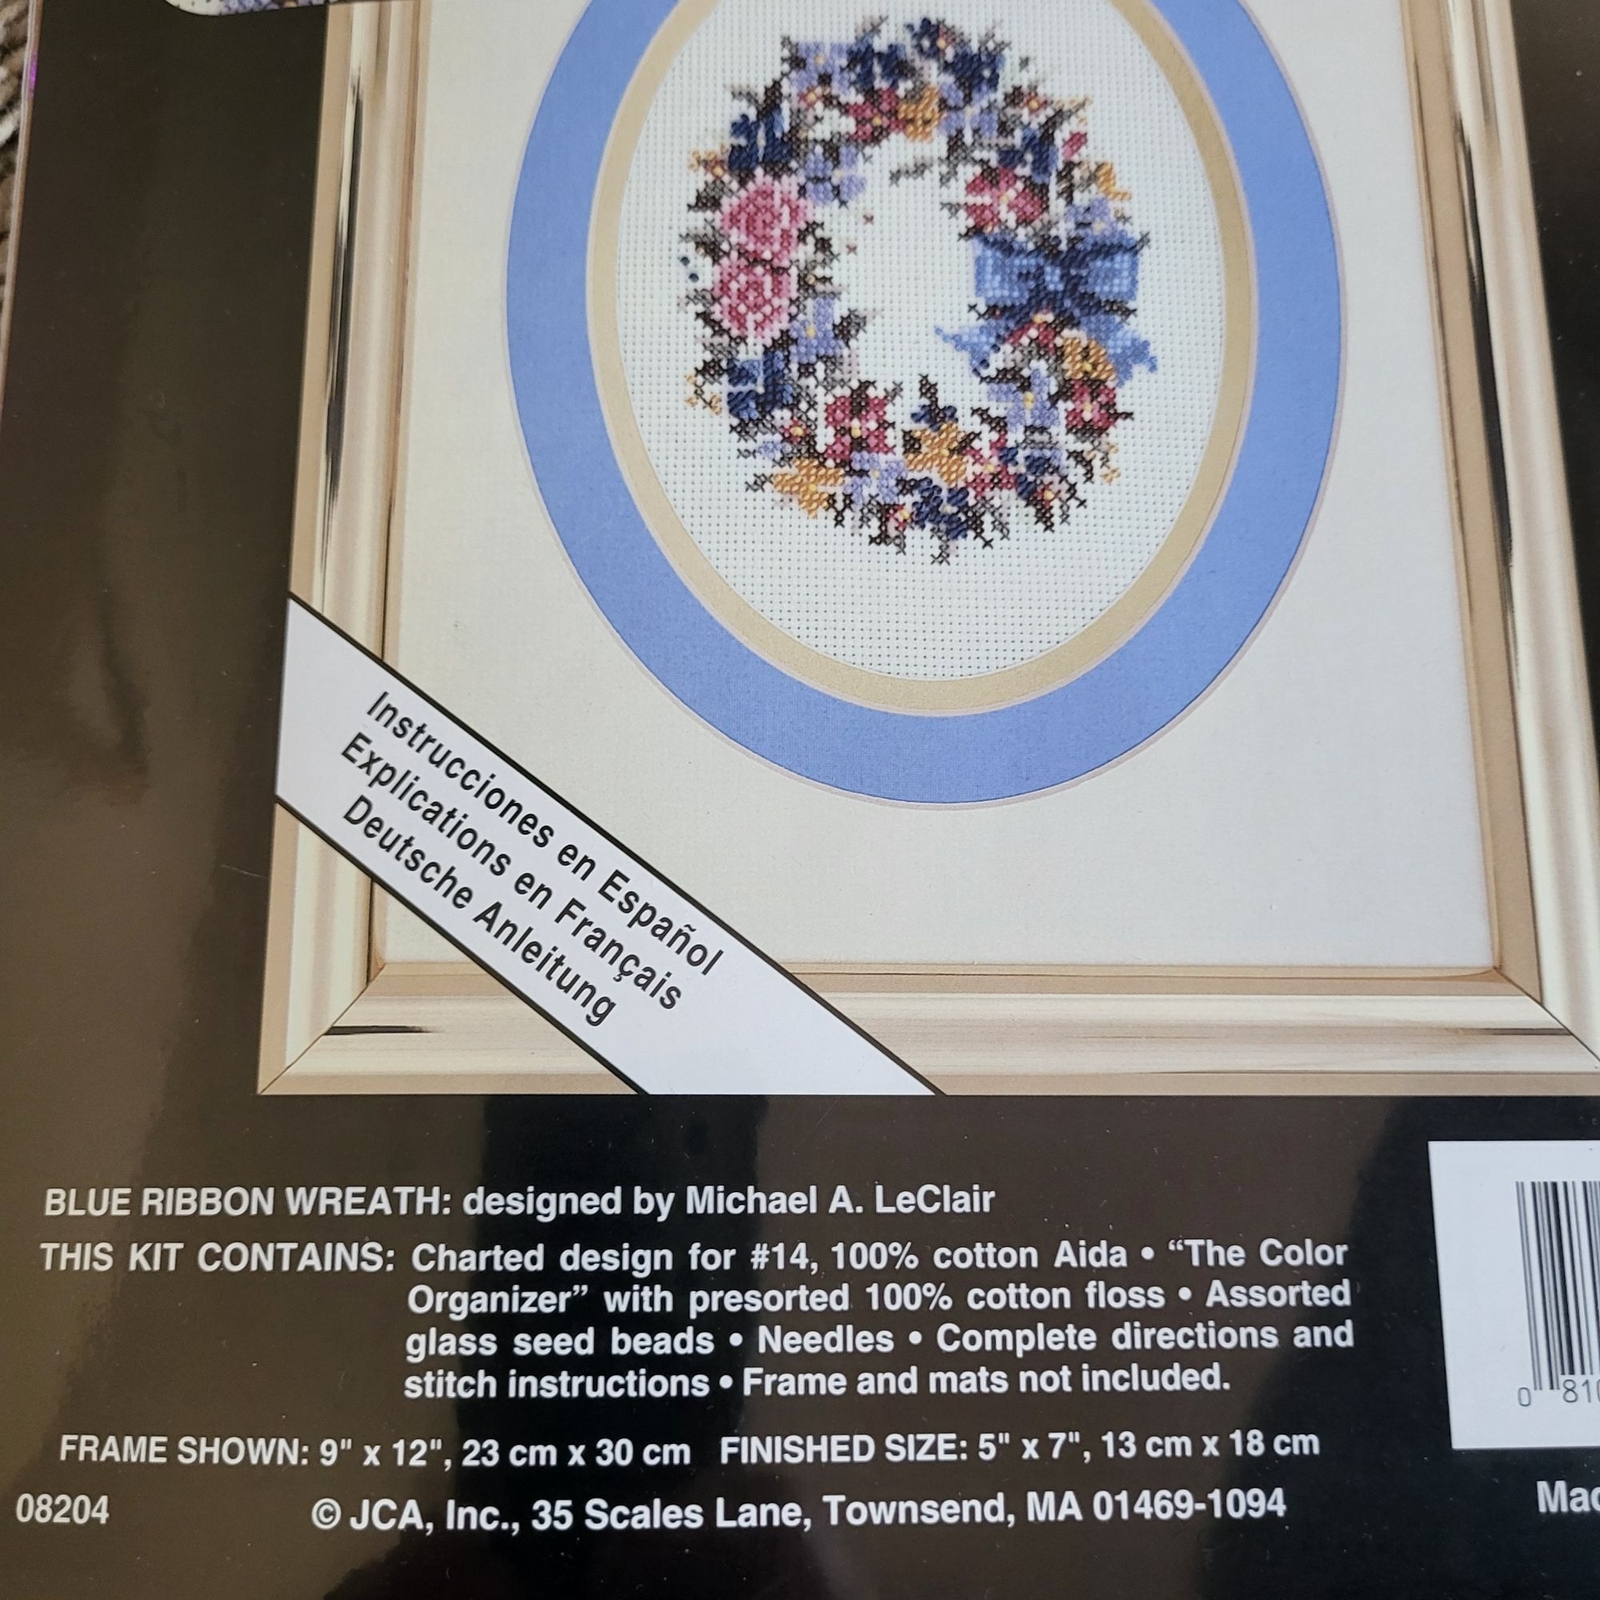 Instrucciones en Español
Explications en Français
Deutsche Anleitung
BLUE RIBBON WREATH: designed by Michael A. LeClair
THIS KIT CONTAINS: Charted design for #14, 100% cotton Aida • “The Color
Organizer” with presorted 100% cotton floss • Assorted
glass seed beads • Needles • Complete directions and
stitch instructions • Frame and mats not included.
0 810
FRAME SHOWN: 9" x 12", 23 cm x 30 cm FINISHED SIZE: 5" x 7", 13 cm x 18 cm
08204 © JCA, Inc., 35 Scales Lane, Townsend, MA 01469-1094